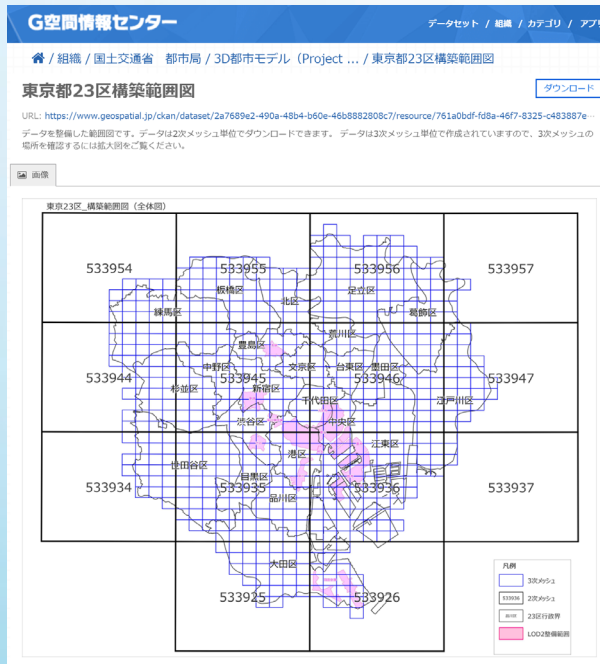 G空間情報センター
データセット / 組織 / カテゴリ / アプリ
/ 組織 / 国土交通省 都市局 / 3D都市モデル（Project ... / 東京都23区構築範囲図
東京都23区構築範囲図
ダウンロード
URL: https://www.geospatial.jp/ckan/dataset/2a7689e2-490a-48b4-b60e-46b8882808c7/resource/761a0bdf-fd8a-46f7-8325-c483887e...
データを整備した範囲図です。データは2次メッシュ単位でダウンロードできます。 データは3次メッシュ単位で作成されていますので、3次メッシュの
場所を確認するには拡大図をご覧ください。
画像
東京23区_構築範囲図（全体図）
533954 533955 533956 533957
板橋区 足立区
北区
練馬区 葛飾区
荒川区
豊島区
中野区 文京区 台東区 墨田区
533944 533945 533946 533947
杉並区 新宿区
千代田区 江戸川区
渋谷区 中央区
江東区
港区
世田谷区
目黒区
533934 533935 533936 533937
品川区
大田区
533925 533926
凡例
3次メッシュ
533936 2次メッシュ
23区行政界
LOD2整備範囲